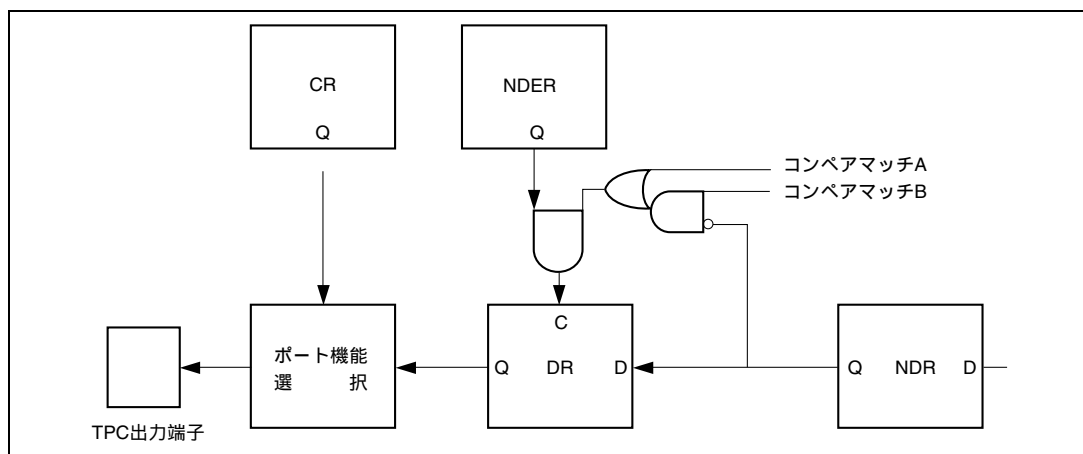 CR
Q
NDER
Q
コンペアマッチA
コンペアマッチB
C
ポート機能
選 択
Q
DR
D
Q
NDR
D
TPC出力端子